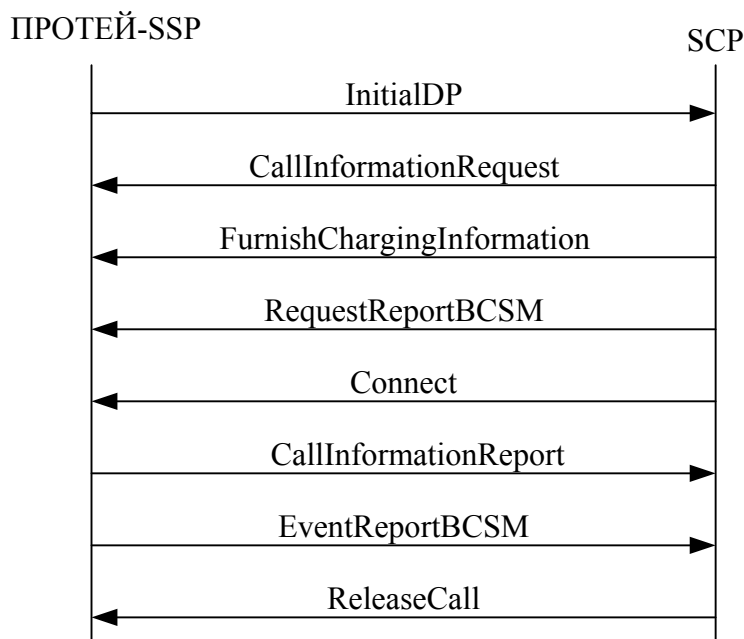 ПРОТЕЙ-SSP
SCP
InitialDP
CallInformationRequest
FurnishChargingInformation
RequestReportBCSM
Connect
CallInformationReport
EventReportBCSM
ReleaseCall